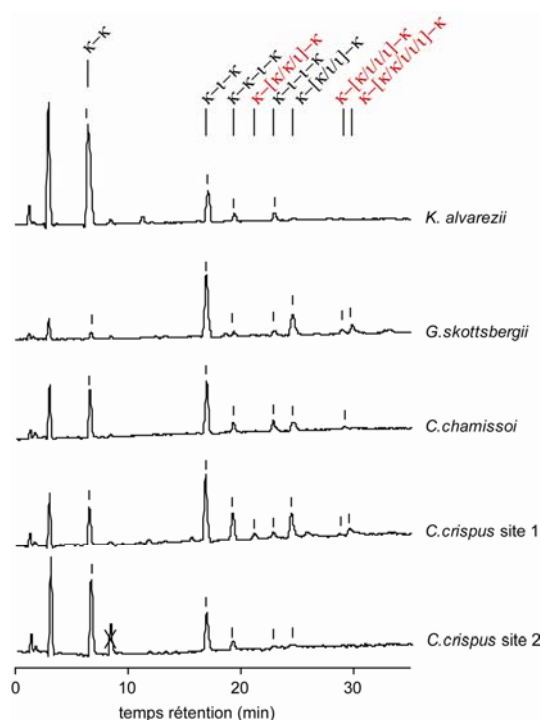 κ–κ
κ–ι–κ
κ–κ–ι–κ
κ–[κ/κ/ι]–κ
κ–ι–ι–κ
κ–[κ/ι/ι]–κ
κ–[κ/ι/ι/ι]–κ
κ–[κ/κ/ι/ι/ι]–κ
K. alvarezii
G.skottsbergii
C.chamissoi
C.crispus site 1
C.crispus site 2
0 10 20 30
temps rétention (min)